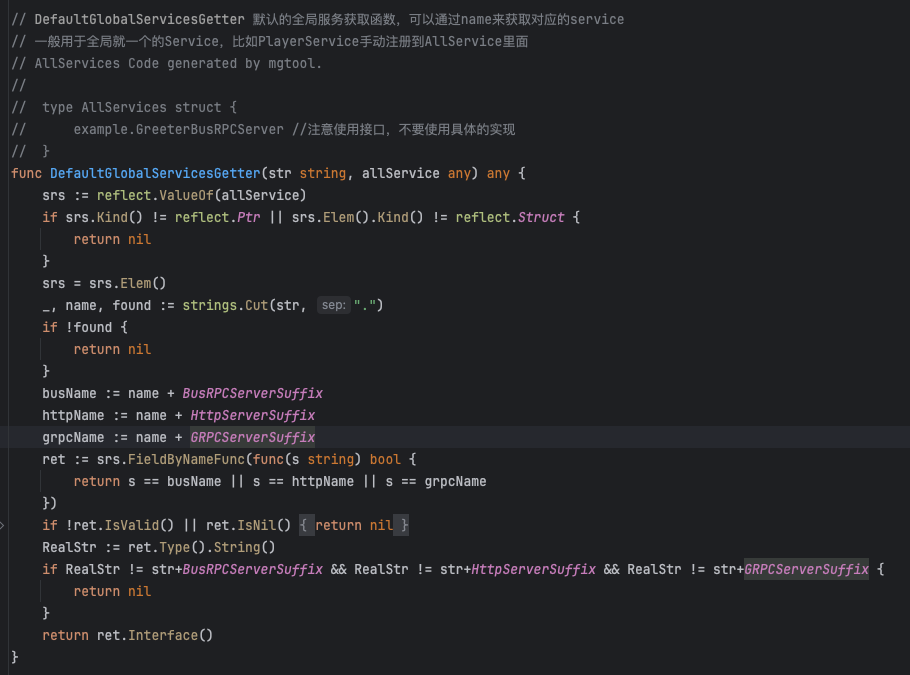 // DefaultGlobalServicesGetter 默认的全局服务获取函数，可以通过name来获取对应的service
// 一般用于全局就一个的Service，比如PlayerService手动注册到AllService里面
// AllServices Code generated by mgtool.
//
//  type AllServices struct {
//      example.GreeterBusRPCServer //注意使用接口，不要使用具体的实现
//  }
func DefaultGlobalServicesGetter(str string, allService any) any {
    srs := reflect.ValueOf(allService)
    if srs.Kind() != reflect.Ptr || srs.Elem().Kind() != reflect.Struct {
        return nil
    }
    srs = srs.Elem()
    _, name, found := strings.Cut(str, sep: ".")
    if !found {
        return nil
    }
    busName := name + BusRPCServerSuffix
    httpName := name + HttpServerSuffix
    grpcName := name + GRPCServerSuffix
    ret := srs.FieldByNameFunc(func(s string) bool {
        return s == busName || s == httpName || s == grpcName
    })
    if !ret.IsValid() || ret.IsNil() { return nil }
    RealStr := ret.Type().String()
    if RealStr != str+BusRPCServerSuffix && RealStr != str+HttpServerSuffix && RealStr != str+GRPCServerSuffix {
        return nil
    }
    return ret.Interface()
}